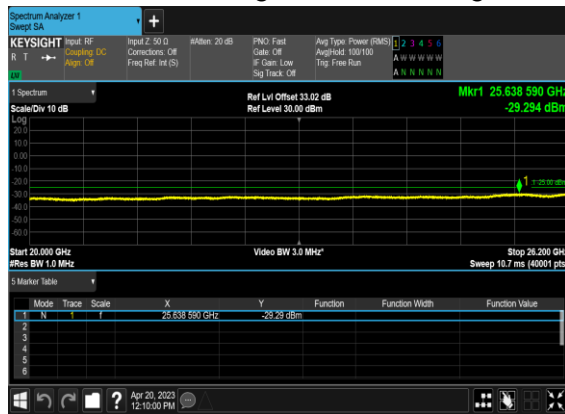 Spectrum Analyzer 1
Swept SA
+
KEYSIGHT Input: RF Input Z: 50 Ω #Atten: 20 dB PNO: Fast Avg Type: Power (RMS) 1 2 3 4 5 6
R T Coupling: DC Corrections: Off Gate: Off Avg|Hold: 100/100 A W W W W W
Align: Off Freq Ref: Int (S) IF Gain: Low Trig: Free Run A N N N N N
LW Sig Track: Off
1 Spectrum Ref Lvl Offset 33.02 dB Mkr1 25.638 590 GHz
Scale/Div 10 dB Ref Level 30.00 dBm -29.294 dBm
Log
20.0
10.0
0.00
-10.0
-20.0
1 -25.00 dBm
-30.0
-40.0
-50.0
-60.0
Start 20.000 GHz Video BW 3.0 MHz* Stop 26.200 GHz
#Res BW 1.0 MHz Sweep 10.7 ms (40001 pts)
5 Marker Table
Mode Trace Scale X Y Function Function Width Function Value
1 N 1 f 25.638 590 GHz -29.29 dBm
2
3
4
5
6
? Apr 20, 2023
12:10:00 PM